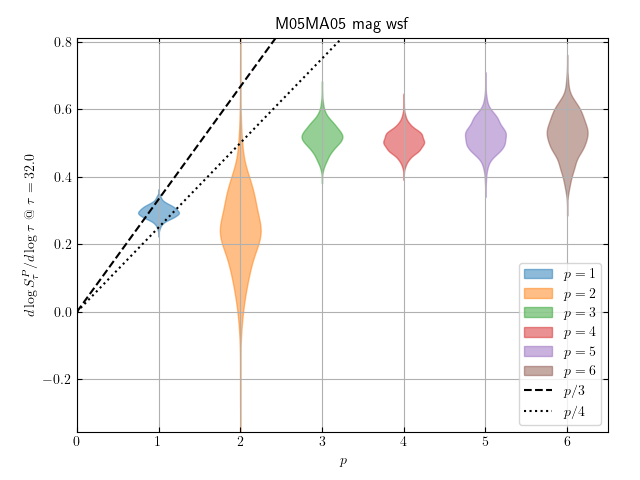 M05MA05 mag wsf
0.8
0.6
0.4
0.2
0.0
−0.2
d log S_τ^P / d log τ @ τ = 32.0
0 1 2 3 4 5 6
p
p = 1
p = 2
p = 3
p = 4
p = 5
p = 6
p/3
p/4